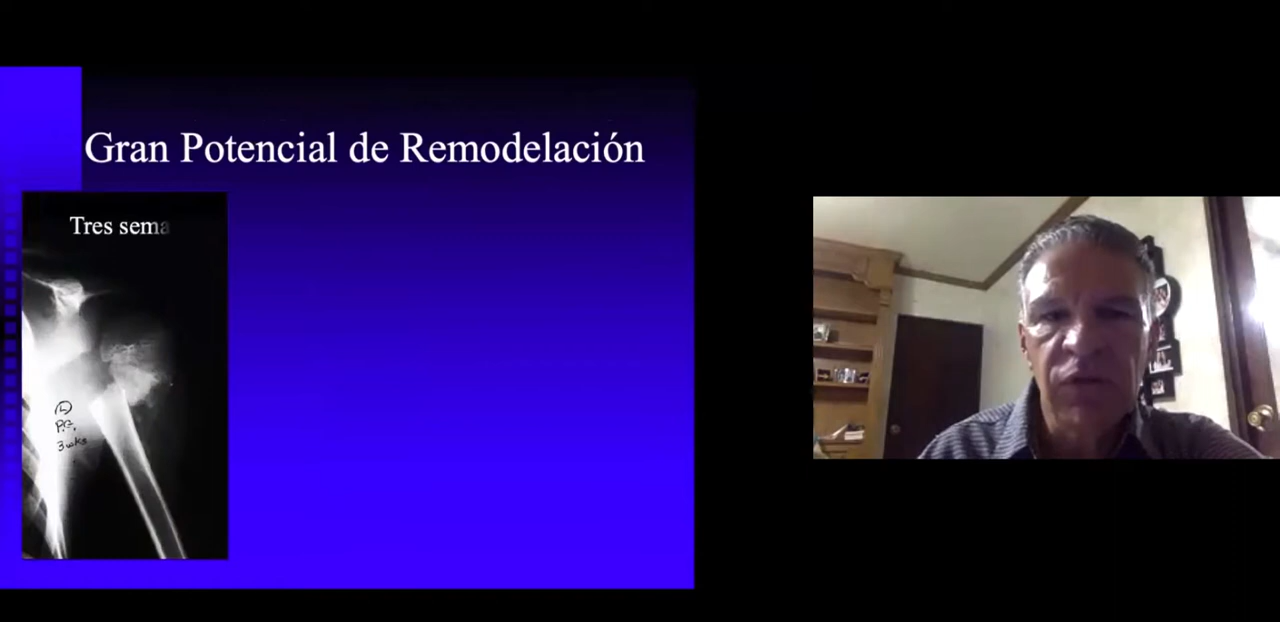 Gran Potencial de Remodelación
Tres sema
3 wks